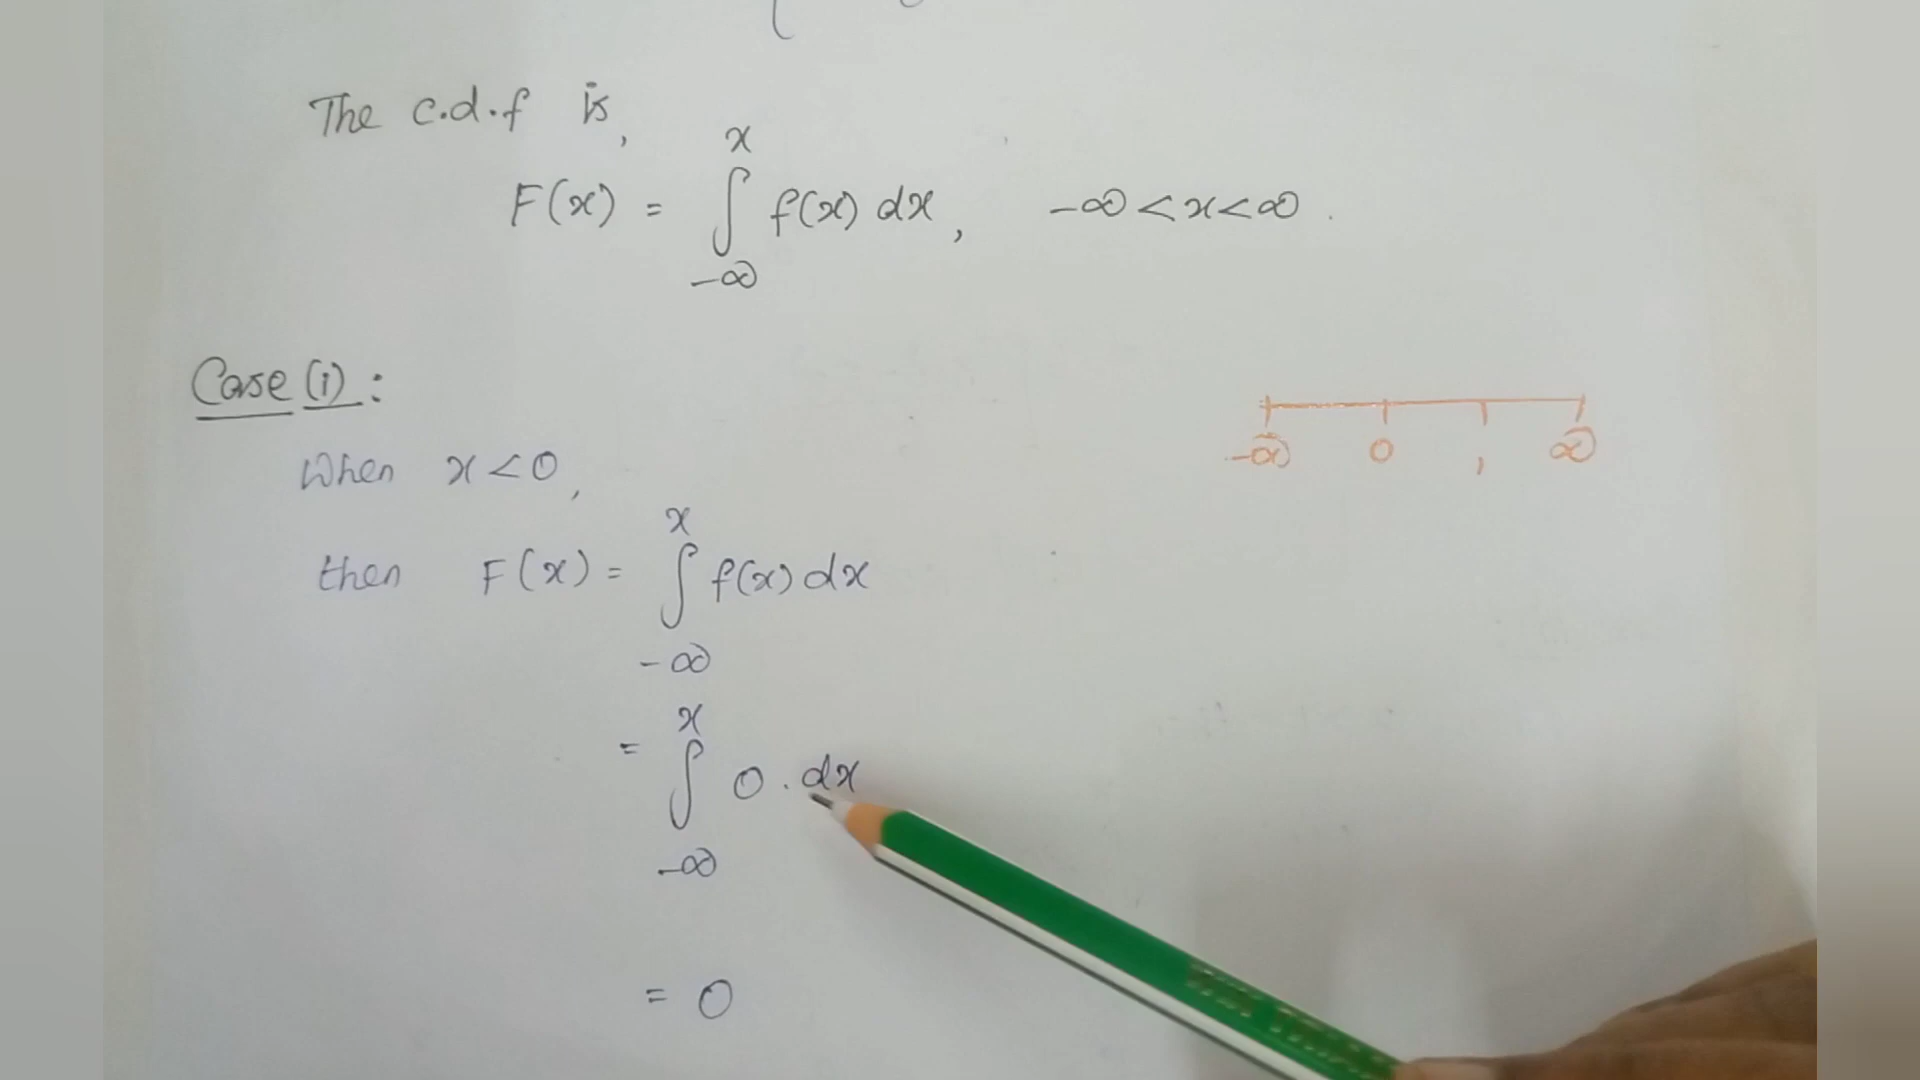 The c.d.f is,
F(x) = ∫_{-∞}^{x} f(x) dx, -∞ < x < ∞.
Case (i) :
When x < 0,
then F(x) = ∫_{-∞}^{x} f(x) dx
= ∫_{-∞}^{x} 0 . dx
= 0
-∞ 0 1 ∞